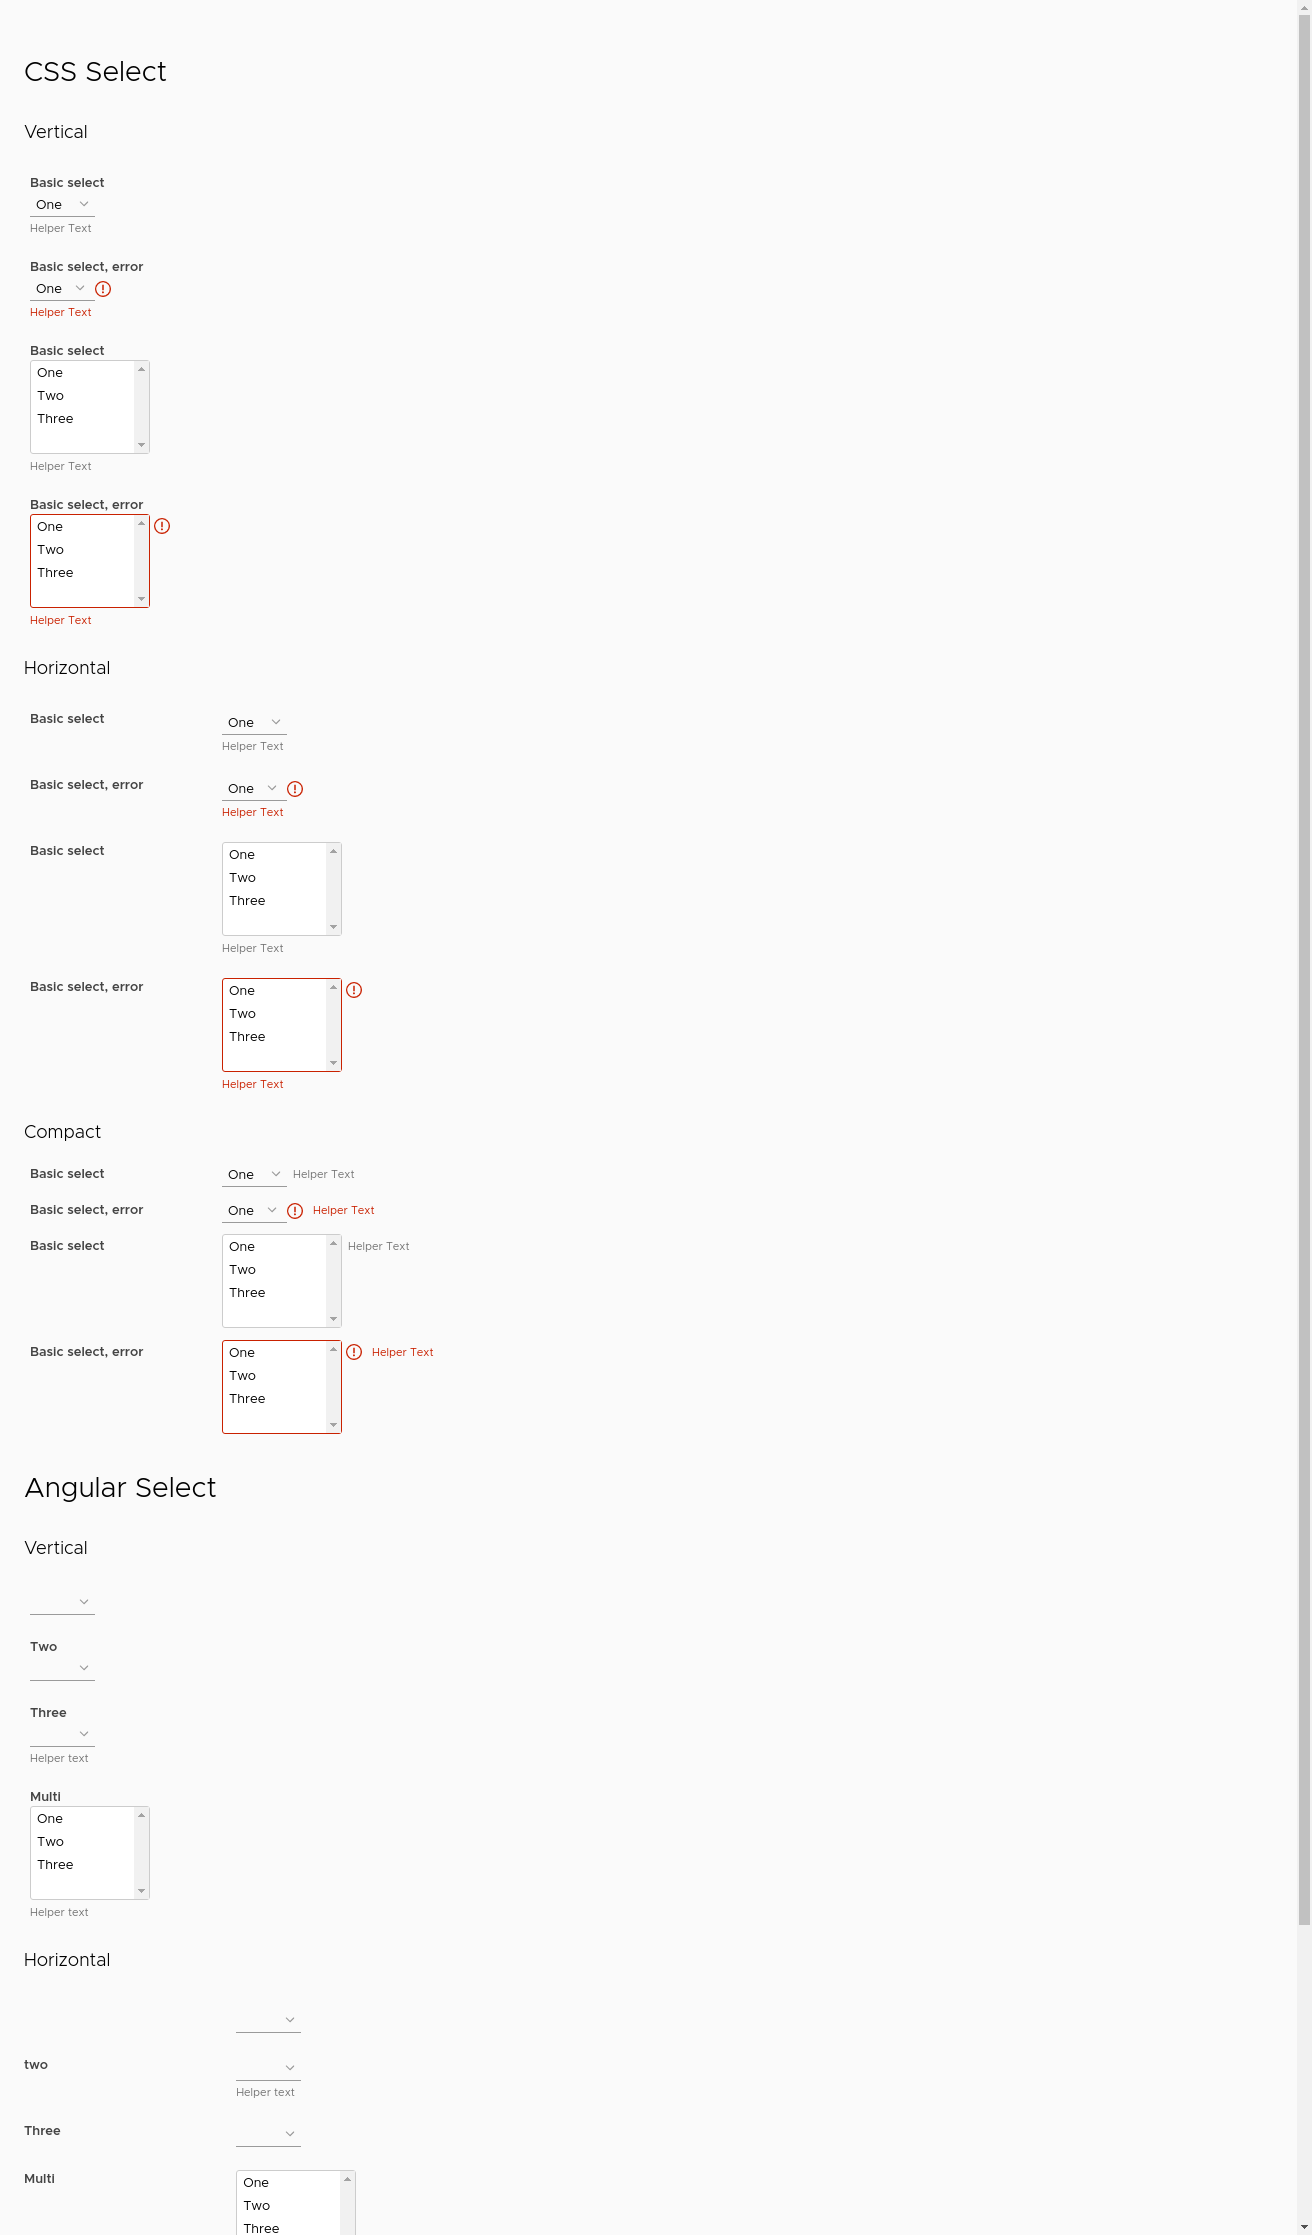 CSS Select
Vertical
Basic select
One
Helper Text
Basic select, error
One
Helper Text
Basic select
One
Two
Three
Helper Text
Basic select, error
One
Two
Three
Helper Text
Horizontal
Basic select One
Helper Text
Basic select, error One
Helper Text
Basic select One
Two
Three
Helper Text
Basic select, error One
Two
Three
Helper Text
Compact
Basic select One Helper Text
Basic select, error One Helper Text
Basic select One Helper Text
Two
Three
Basic select, error One Helper Text
Two
Three
Angular Select
Vertical
Two
Three
Helper text
Multi
One
Two
Three
Helper text
Horizontal
two
Helper text
Three
Multi One
Two
Three